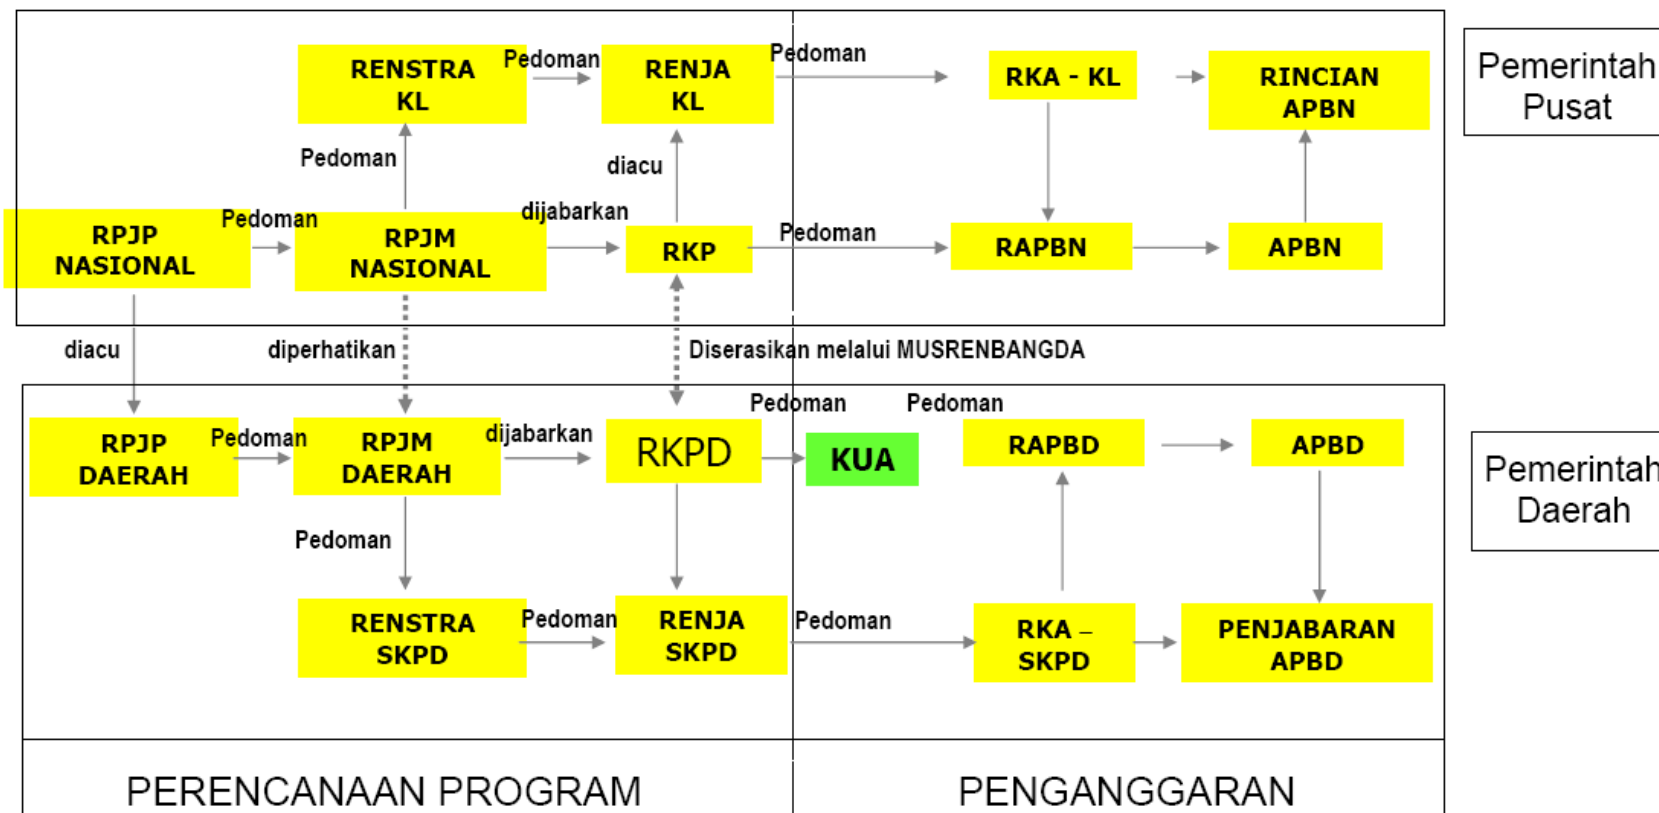 RENSTRA
KL
Pedoman
RENJA
KL
Pedoman
RKA - KL
RINCIAN
APBN
Pemerintah
Pusat
Pedoman
diacu
RPJP
NASIONAL
Pedoman
RPJM
NASIONAL
dijabarkan
RKP
Pedoman
RAPBN
APBN
diacu
diperhatikan
Diserasikan melalui MUSRENBANGDA
RPJP
DAERAH
Pedoman
RPJM
DAERAH
dijabarkan
RKPD
Pedoman
KUA
Pedoman
RAPBD
APBD
Pemerintah
Daerah
Pedoman
RENSTRA
SKPD
Pedoman
RENJA
SKPD
Pedoman
RKA –
SKPD
PENJABARAN
APBD
PERENCANAAN PROGRAM
PENGANGGARAN